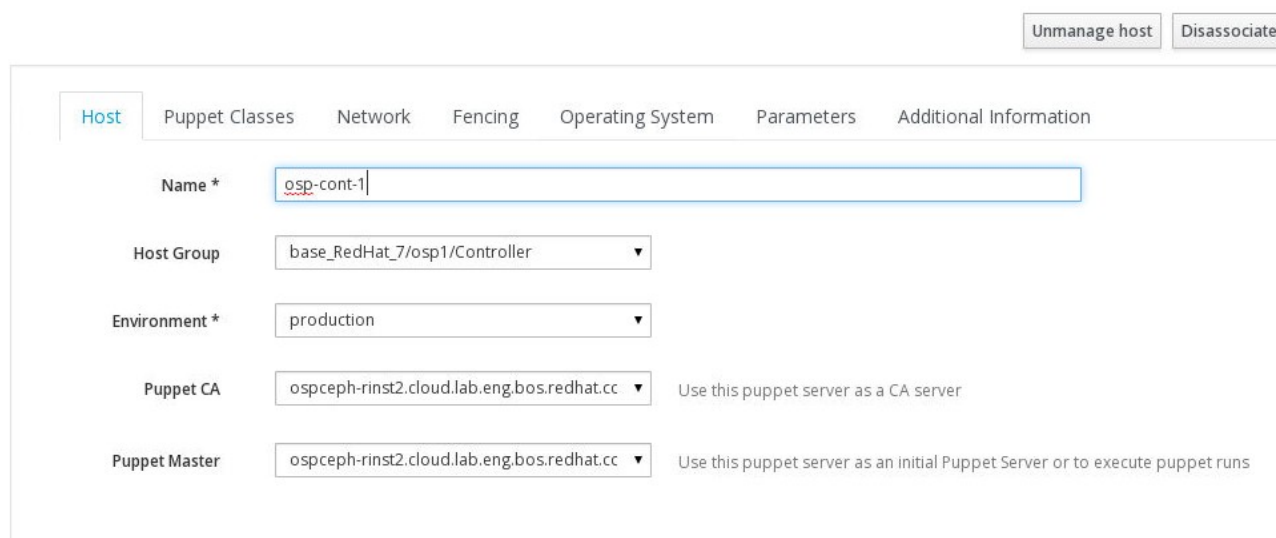 Unmanage host Disassociate
Host Puppet Classes Network Fencing Operating System Parameters Additional Information
Name * osp-cont-1
Host Group base_RedHat_7/osp1/Controller
Environment * production
Puppet CA ospceph-rinst2.cloud.lab.eng.bos.redhat.cc Use this puppet server as a CA server
Puppet Master ospceph-rinst2.cloud.lab.eng.bos.redhat.cc Use this puppet server as an initial Puppet Server or to execute puppet runs